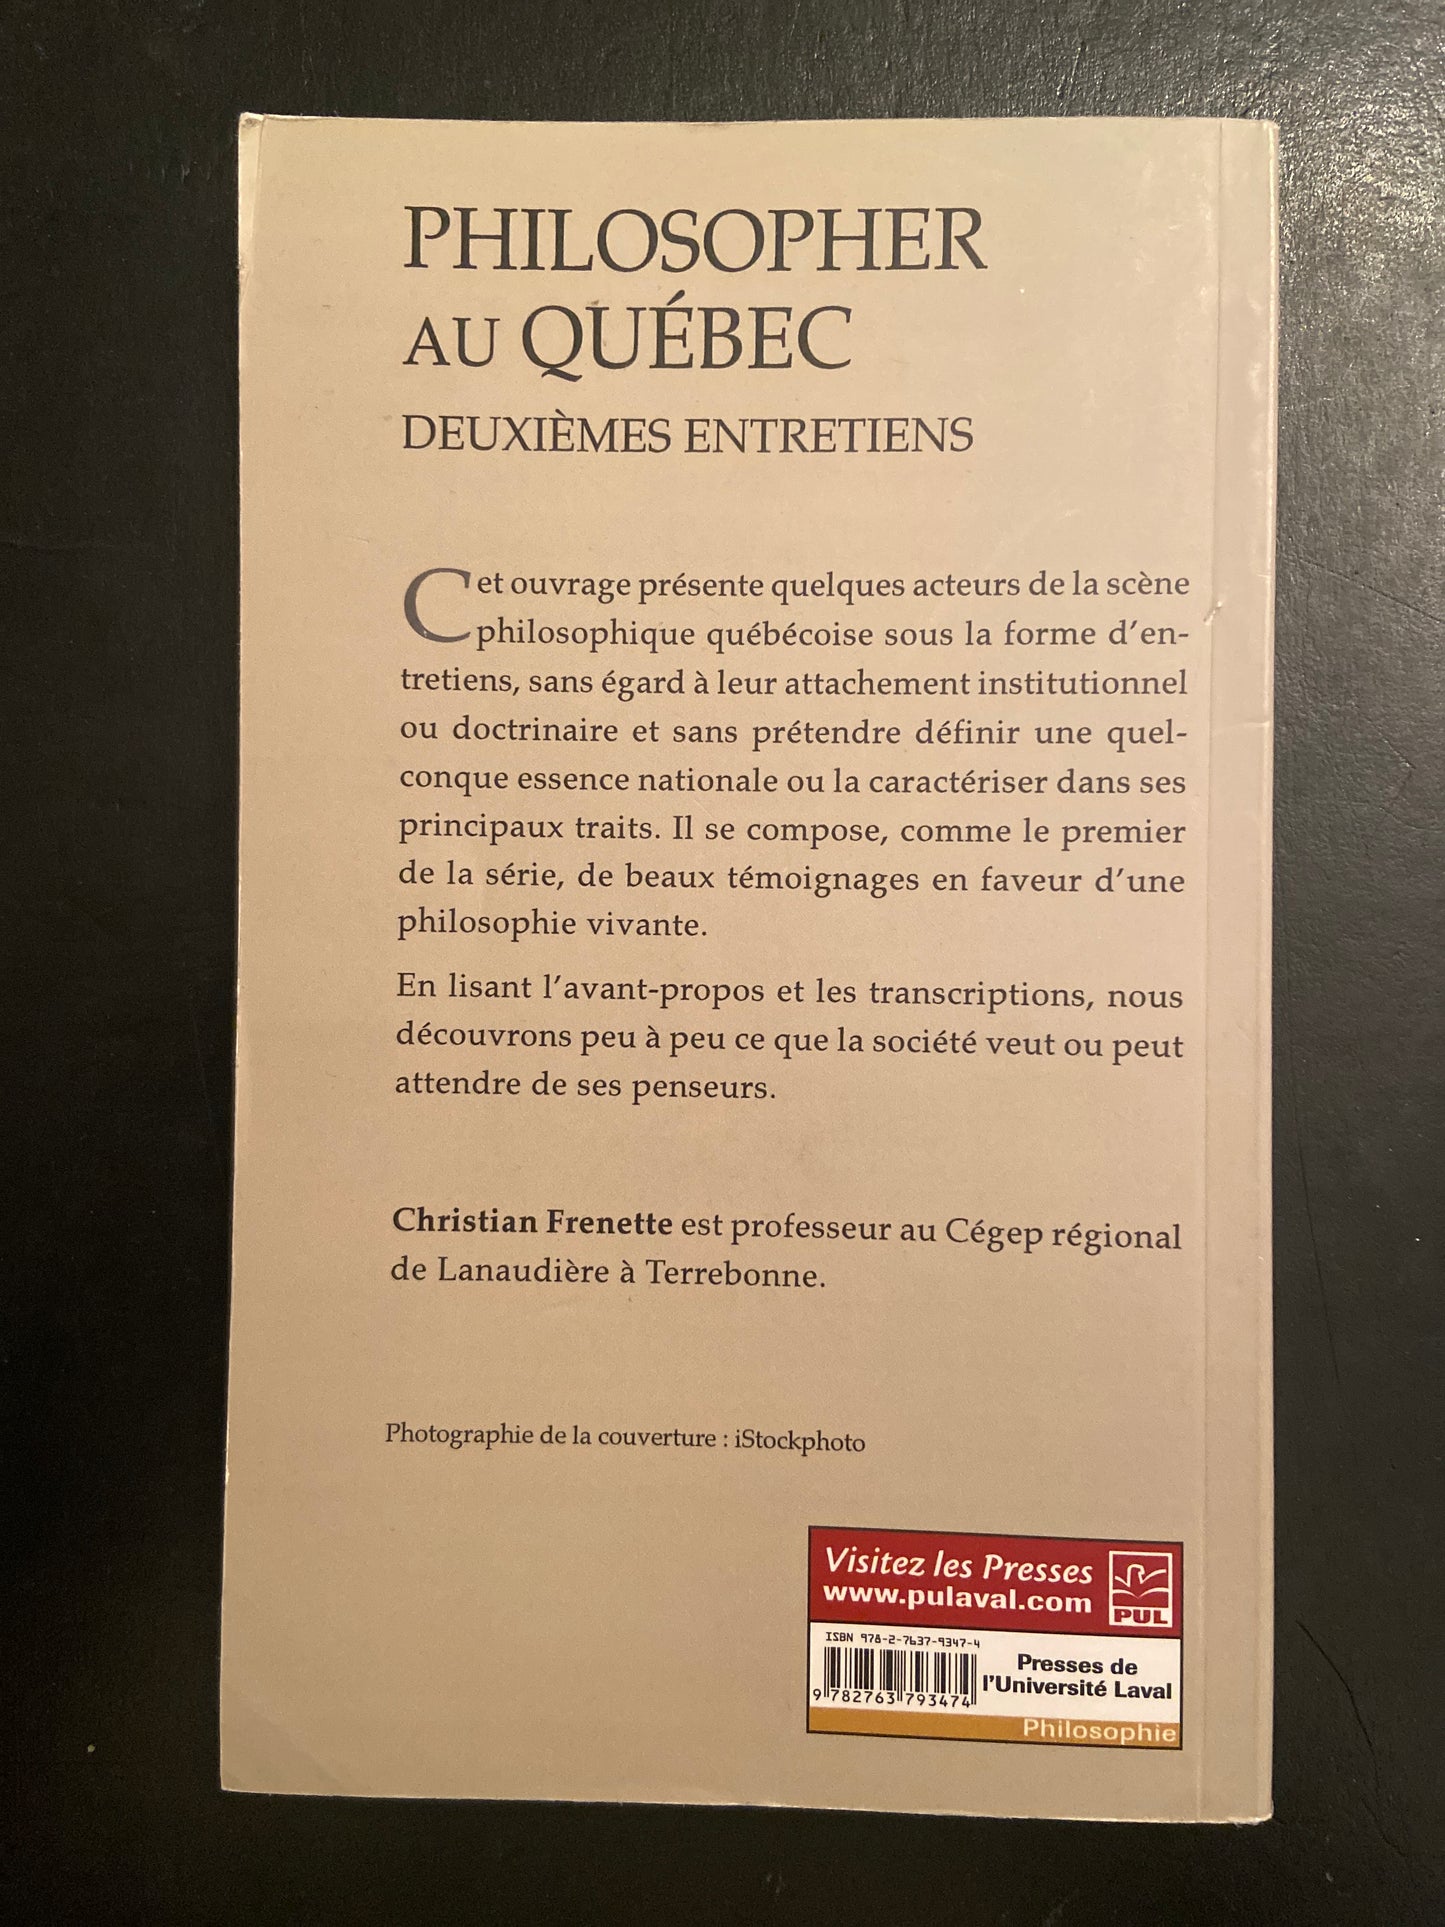 PHILOSOPHER
AU QUÉBEC
DEUXIÈMES ENTRETIENS
Cet ouvrage présente quelques acteurs de la scène
philosophique québécoise sous la forme d'en-
tretiens, sans égard à leur attachement institutionnel
ou doctrinaire et sans prétendre définir une quel-
conque essence nationale ou la caractériser dans ses
principaux traits. Il se compose, comme le premier
de la série, de beaux témoignages en faveur d'une
philosophie vivante.
En lisant l'avant-propos et les transcriptions, nous
découvrons peu à peu ce que la société veut ou peut
attendre de ses penseurs.
Christian Frenette est professeur au Cégep régional
de Lanaudière à Terrebonne.
Photographie de la couverture : iStockphoto
Visitez les Presses
www.pulaval.com
PUL
ISBN 978-2-7637-9347-4
9 782763 793474
Presses de
l'Université Laval
Philosophie